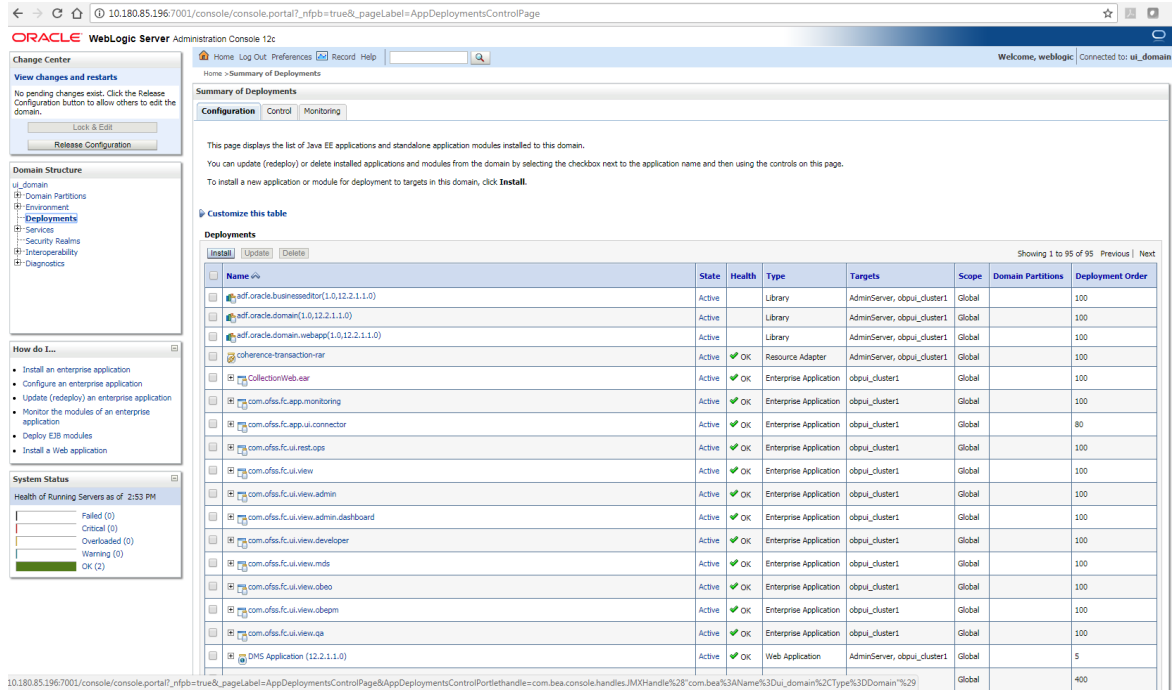 10.180.85.196:7001/console/console.portal?_nfpb=true&_pageLabel=AppDeploymentsControlPage
ORACLE WebLogic Server Administration Console 12c
Change Center
View changes and restarts
No pending changes exist. Click the Release
Configuration button to allow others to edit the
domain.
Lock & Edit
Release Configuration
Domain Structure
ui_domain
Domain Partitions
Environment
Deployments
Services
Security Realms
Interoperability
Diagnostics
How do I...
Install an enterprise application
Configure an enterprise application
Update (redeploy) an enterprise application
Monitor the modules of an enterprise
application
Deploy EJB modules
Install a Web application
System Status
Health of Running Servers as of 2:53 PM
Failed (0)
Critical (0)
Overloaded (0)
Warning (0)
OK (2)
Home Log Out Preferences Record Help
Welcome, weblogic Connected to: ui_domain
Home >Summary of Deployments
Summary of Deployments
Configuration Control Monitoring
This page displays the list of Java EE applications and standalone application modules installed to this domain.
You can update (redeploy) or delete installed applications and modules from the domain by selecting the checkbox next to the application name and then using the controls on this page.
To install a new application or module for deployment to targets in this domain, click Install.
Customize this table
Deployments
Install Update Delete Showing 1 to 95 of 95 Previous | Next
Name State Health Type Targets Scope Domain Partitions Deployment Order
adf.oracle.businesseditor(1.0,12.2.1.1.0) Active Library AdminServer, obpui_cluster1 Global 100
adf.oracle.domain(1.0,12.2.1.1.0) Active Library AdminServer, obpui_cluster1 Global 100
adf.oracle.domain.webapp(1.0,12.2.1.1.0) Active Library AdminServer, obpui_cluster1 Global 100
coherence-transaction-rar Active OK Resource Adapter AdminServer, obpui_cluster1 Global 100
CollectionWeb.ear Active OK Enterprise Application obpui_cluster1 Global 100
com.ofss.fc.app.monitoring Active OK Enterprise Application obpui_cluster1 Global 100
com.ofss.fc.app.ui.connector Active OK Enterprise Application obpui_cluster1 Global 80
com.ofss.fc.ui.rest.ops Active OK Enterprise Application obpui_cluster1 Global 100
com.ofss.fc.ui.view Active OK Enterprise Application obpui_cluster1 Global 100
com.ofss.fc.ui.view.admin Active OK Enterprise Application obpui_cluster1 Global 100
com.ofss.fc.ui.view.admin.dashboard Active OK Enterprise Application obpui_cluster1 Global 100
com.ofss.fc.ui.view.developer Active OK Enterprise Application obpui_cluster1 Global 100
com.ofss.fc.ui.view.mds Active OK Enterprise Application obpui_cluster1 Global 100
com.ofss.fc.ui.view.obeo Active OK Enterprise Application obpui_cluster1 Global 100
com.ofss.fc.ui.view.obepm Active OK Enterprise Application obpui_cluster1 Global 100
com.ofss.fc.ui.view.qa Active OK Enterprise Application obpui_cluster1 Global 100
DMS Application (12.2.1.1.0) Active OK Web Application AdminServer, obpui_cluster1 Global 5
Global 400
10.180.85.196:7001/console/console.portal?_nfpb=true&_pageLabel=AppDeploymentsControlPage&AppDeploymentsControlPortlethandle=com.bea.console.handles.JMXHandle%28"com.bea%3AName%3Dui_domain%2CType%3DDomain"%29